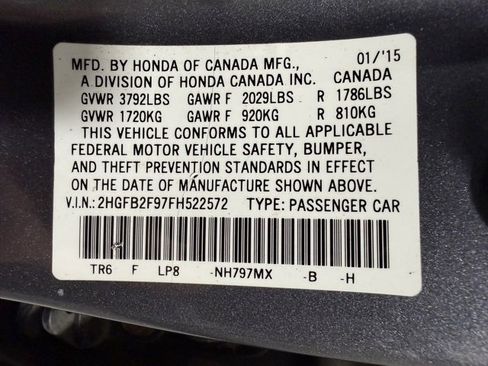 MFD. BY HONDA OF CANADA MFG., 01/'15
A DIVISION OF HONDA CANADA INC. CANADA
GVWR 3792LBS GAWR F 2029LBS R 1786LBS
GVWR 1720KG GAWR F 920KG R 810KG
THIS VEHICLE CONFORMS TO ALL APPLICABLE
FEDERAL MOTOR VEHICLE SAFETY, BUMPER,
AND THEFT PREVENTION STANDARDS IN EFFECT
ON THE DATE OF MANUFACTURE SHOWN ABOVE.
V.I.N.: 2HGFB2F97FH522572 TYPE: PASSENGER CAR
TR6 F LP8 -NH797MX -B -H